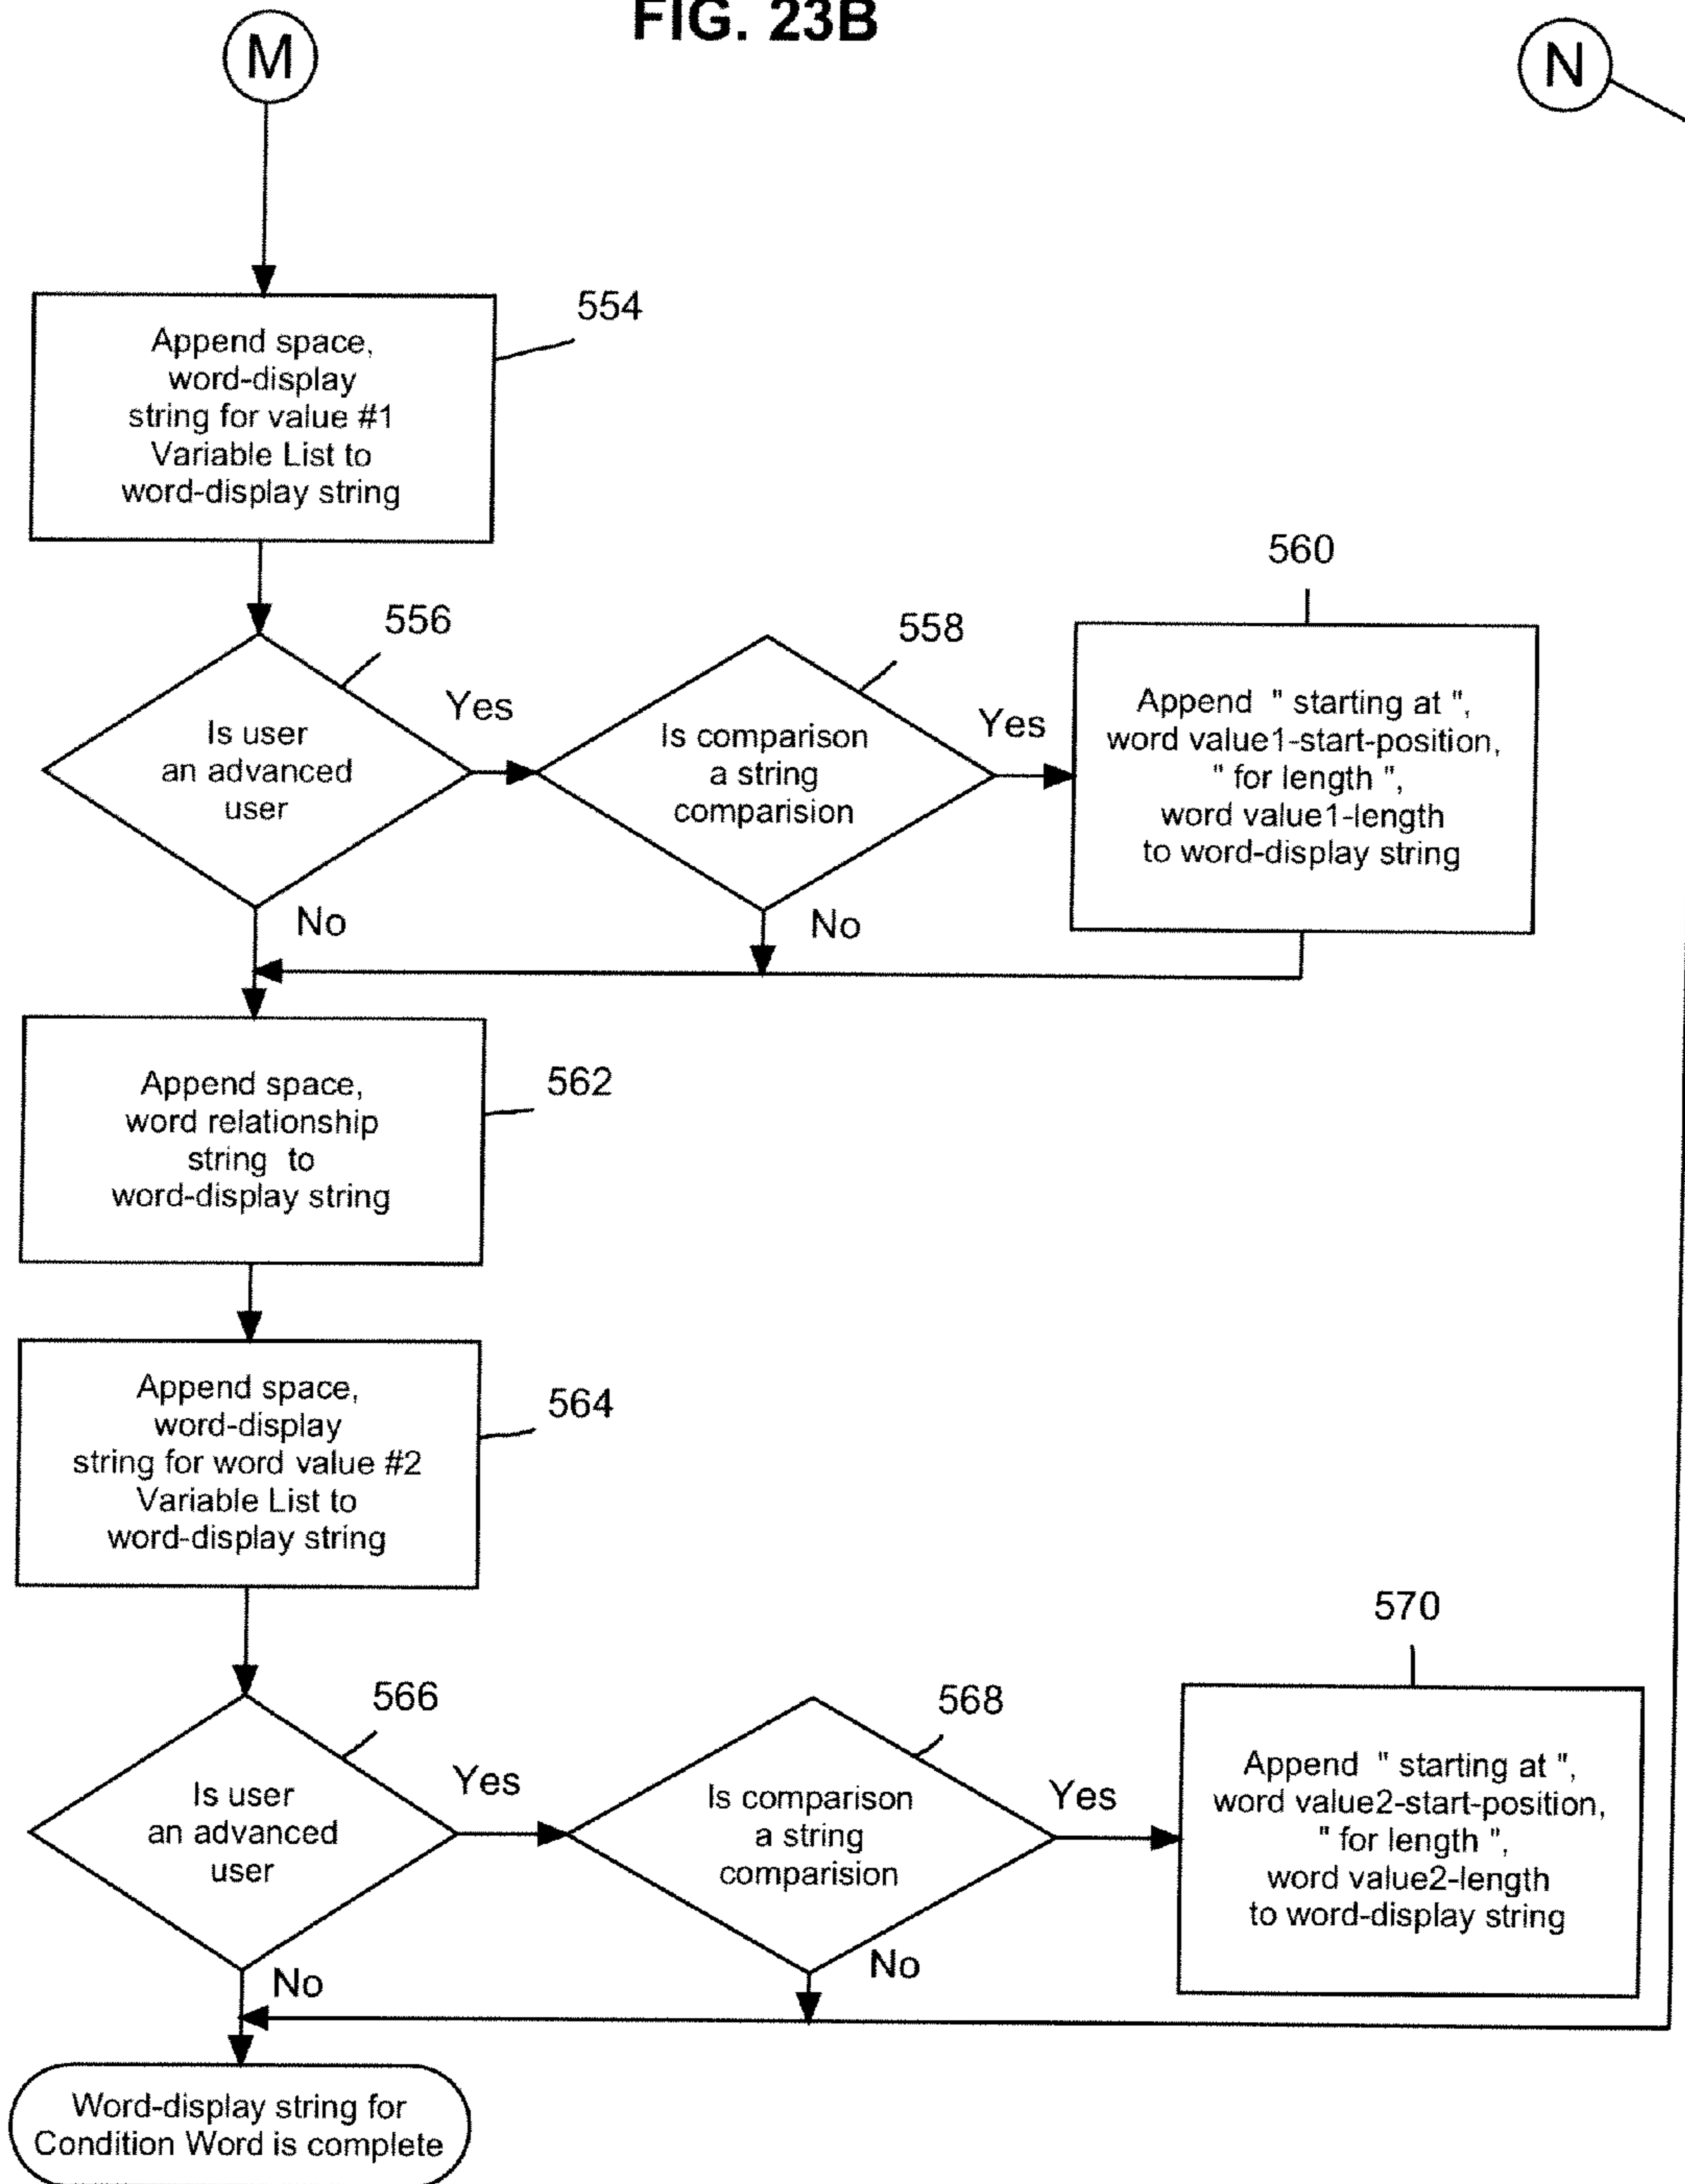 FIG. 23B
M
N
554
Append space,
word-display
string for value #1
Variable List to
word-display string
556
Is user
an advanced
user
Yes
No
558
Is comparison
a string
comparision
Yes
No
560
Append " starting at ",
word value1-start-position,
" for length ",
word value1-length
to word-display string
562
Append space,
word relationship
string to
word-display string
564
Append space,
word-display
string for word value #2
Variable List to
word-display string
566
Is user
an advanced
user
Yes
No
568
Is comparison
a string
comparision
Yes
No
570
Append " starting at ",
word value2-start-position,
" for length ",
word value2-length
to word-display string
Word-display string for
Condition Word is complete